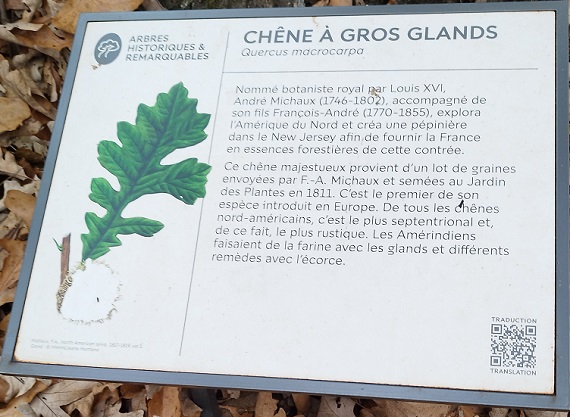 ARBRES
HISTORIQUES &
REMARQUABLES
CHÊNE À GROS GLANDS
Quercus macrocarpa
Nommé botaniste royal par Louis XVI,
André Michaux (1746-1802), accompagné de
son fils François-André (1770-1855), explora
l'Amérique du Nord et créa une pépinière
dans le New Jersey afin de fournir la France
en essences forestières de cette contrée.
Ce chêne majestueux provient d'un lot de graines
envoyées par F.-A. Michaux et semées au Jardin
des Plantes en 1811. C'est le premier de son
espèce introduit en Europe. De tous les chênes
nord-américains, c'est le plus septentrional et,
de ce fait, le plus rustique. Les Amérindiens
faisaient de la farine avec les glands et différents
remèdes avec l'écorce.
TRADUCTION
TRANSLATION